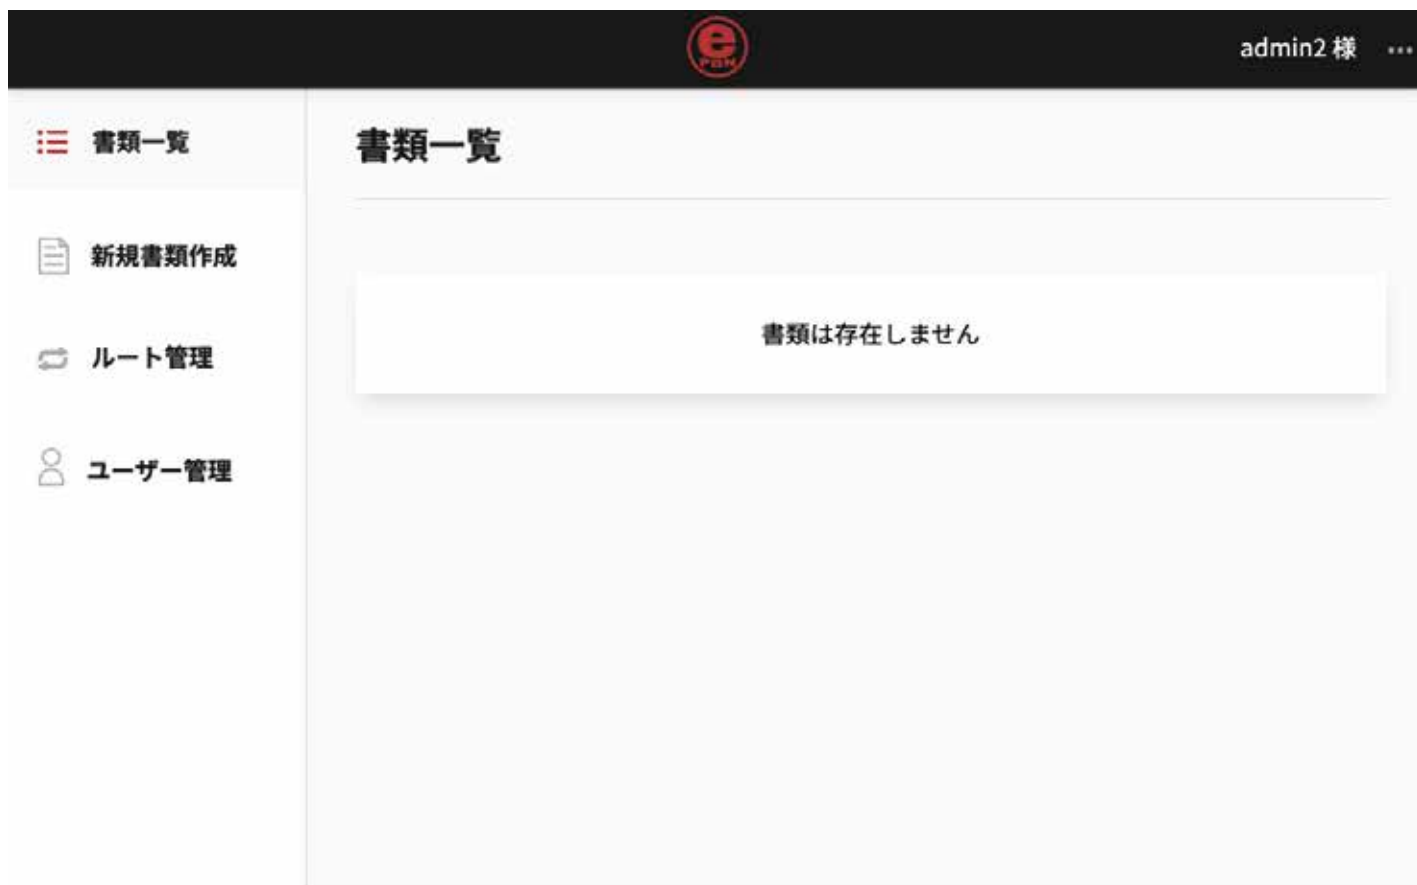 e
admin2 様
書類一覧
新規書類作成
ルート管理
ユーザー管理
書類一覧
書類は存在しません